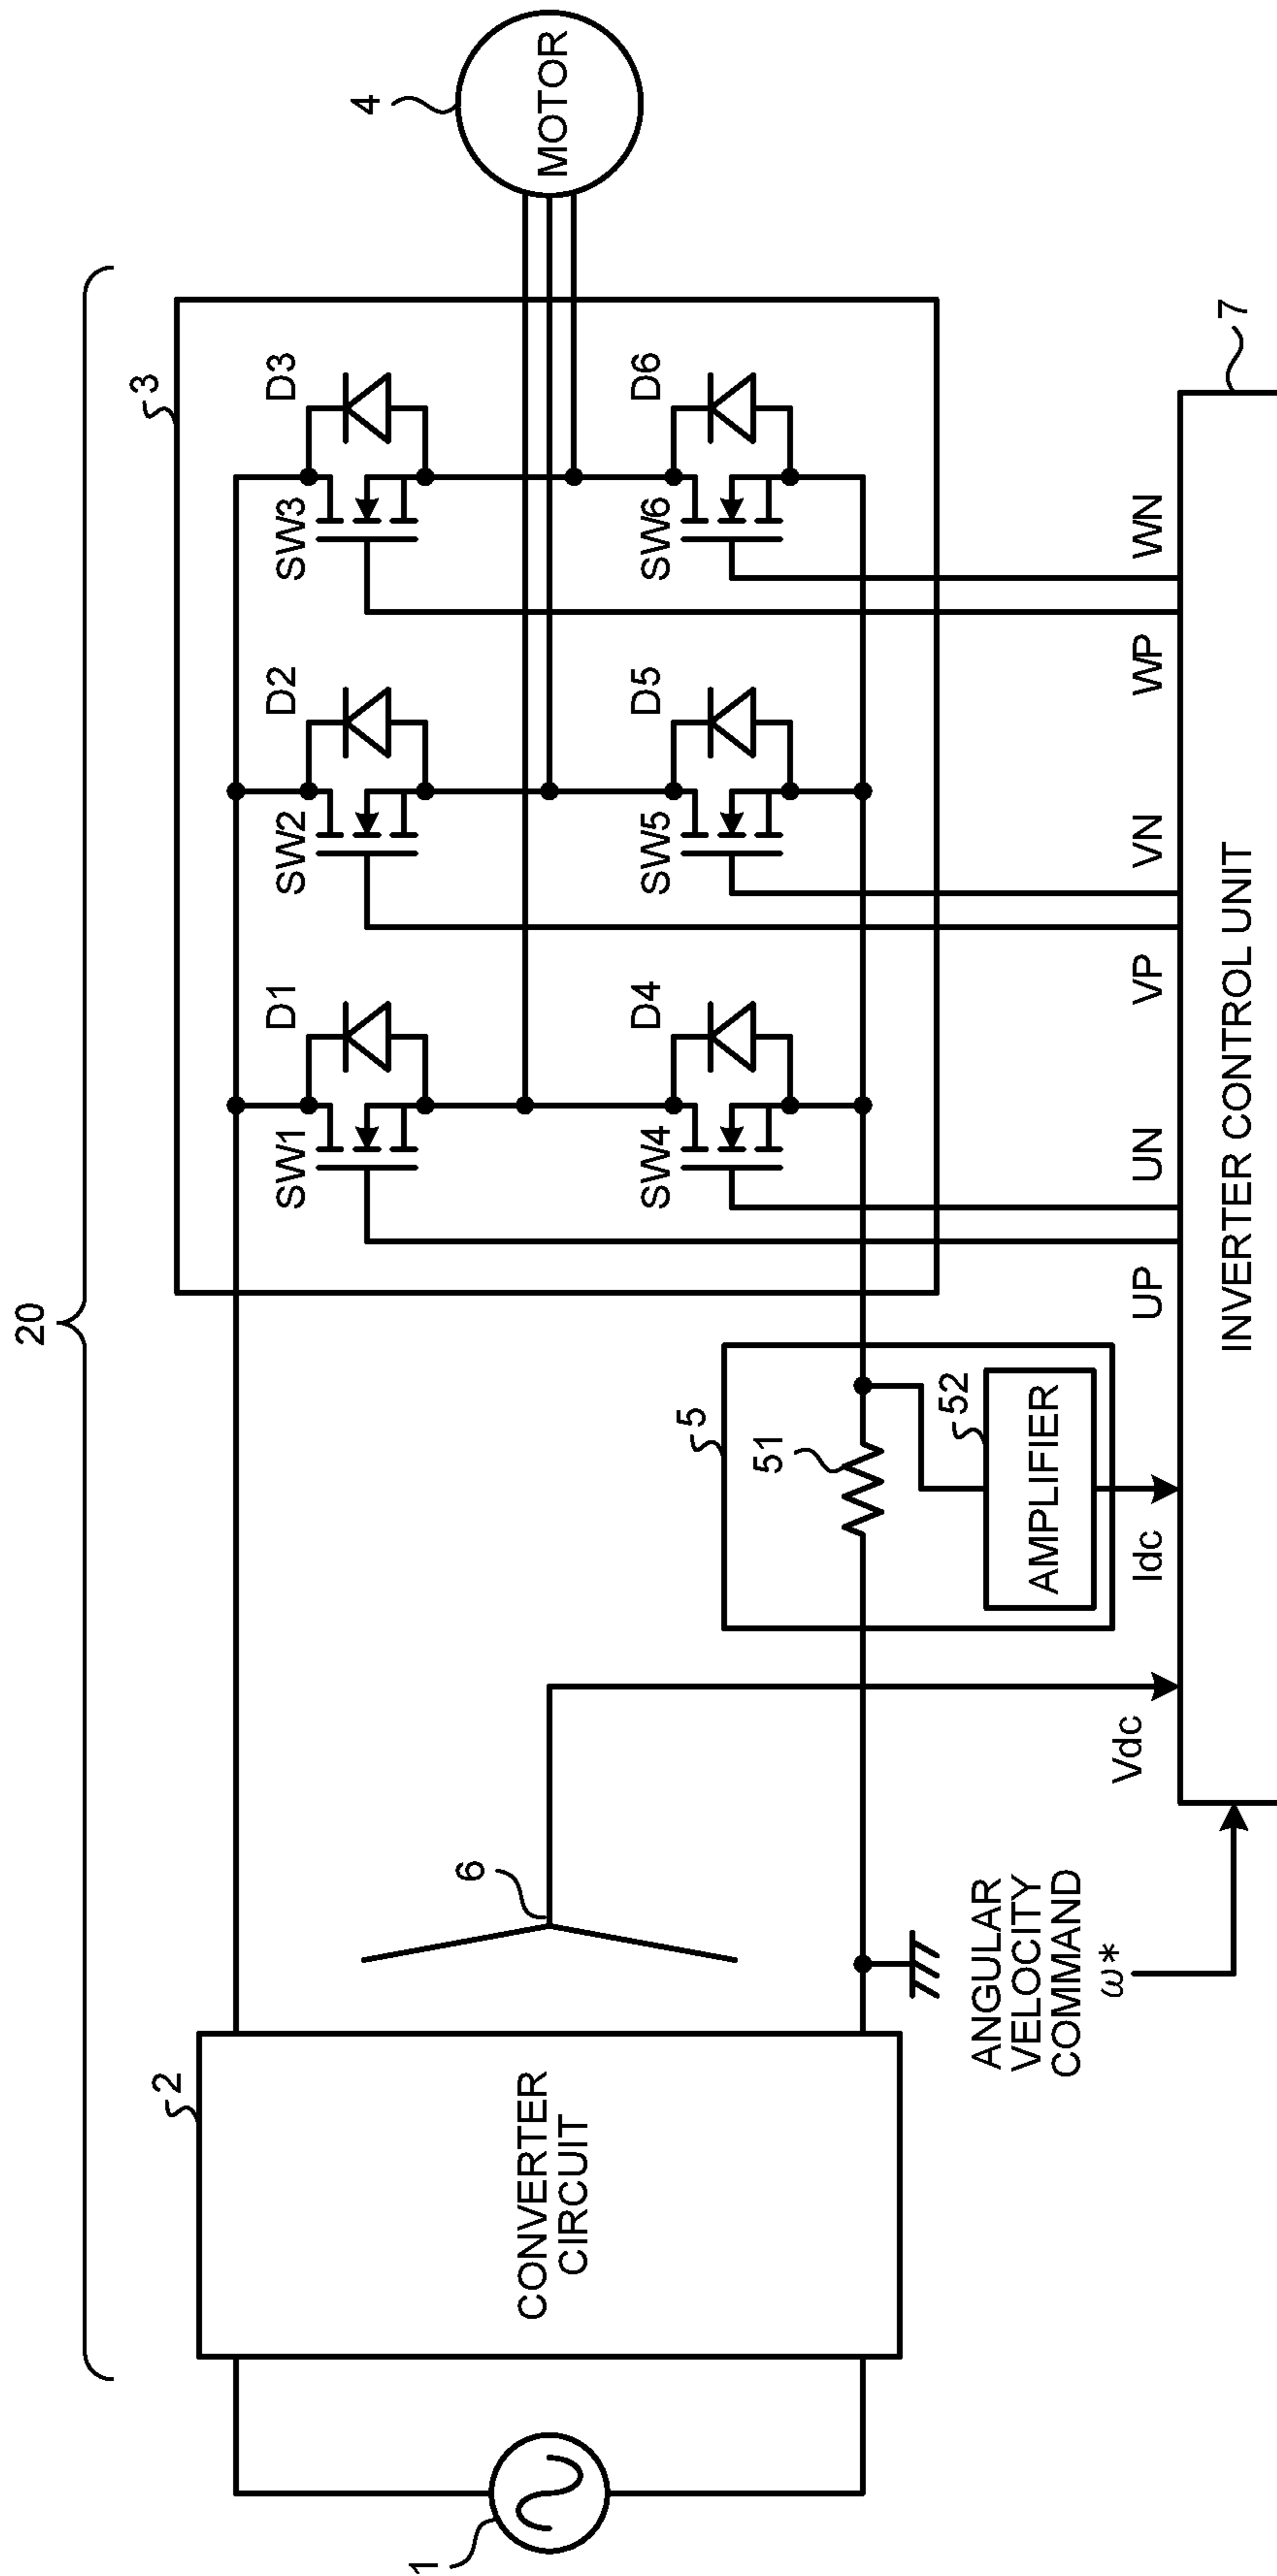 20
3
D1
D2
D3
SW1
SW2
SW3
4
MOTOR
D4
D5
D6
SW4
SW5
SW6
1
2
CONVERTER
CIRCUIT
6
5
51
52
AMPLIFIER
ANGULAR
VELOCITY
COMMAND
ω*
Vdc
Idc
UP
UN
VP
VN
WP
WN
7
INVERTER CONTROL UNIT